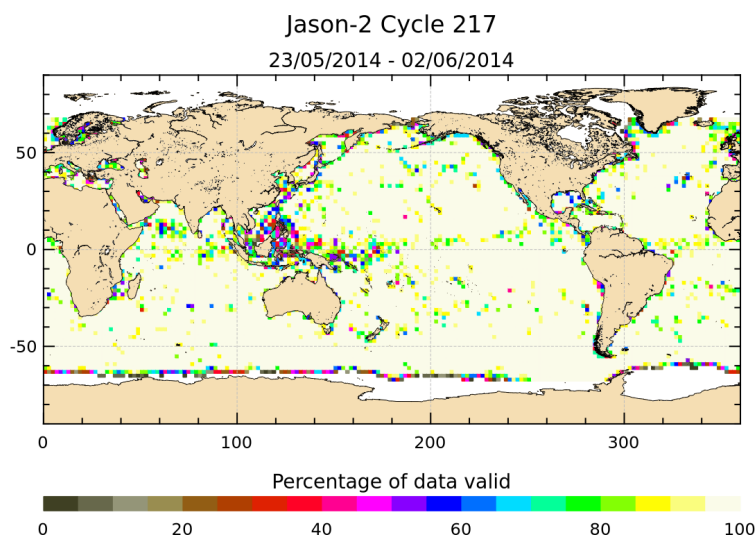 Jason-2 Cycle 217
23/05/2014 - 02/06/2014
50
0
-50
0 100 200 300
Percentage of data valid
0 20 40 60 80 100